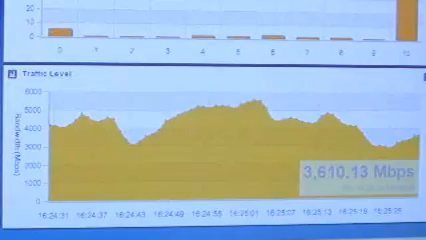 20
10
0
0 1 2 3 4 5 6 7 8 9 10
Traffic Level
6000
5000
4000
3000
2000
1000
0
Bandwidth (Mbps)
3,610.13 Mbps
16:24:31 16:24:37 16:24:43 16:24:49 16:24:55 16:25:01 16:25:07 16:25:13 16:25:19 16:25:25